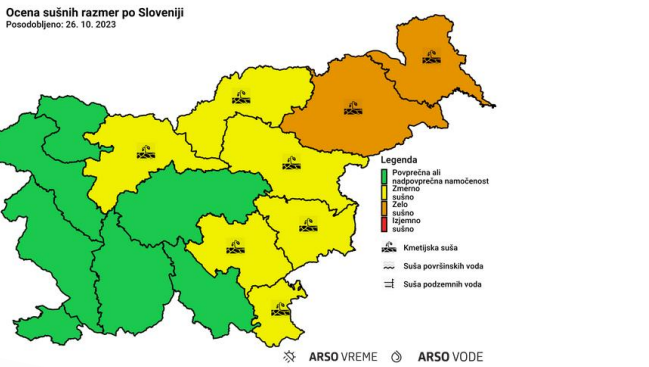 Ocena sušnih razmer po Sloveniji
Posodobljeno: 26. 10. 2023
Legenda
Povprečna ali
nadpovprečna namočenost
Zmerno
sušno
Zelo
sušno
Izjemno
sušno
Kmetijska suša
Suša površinskih voda
Suša podzemnih voda
ARSO VREME ARSO VODE